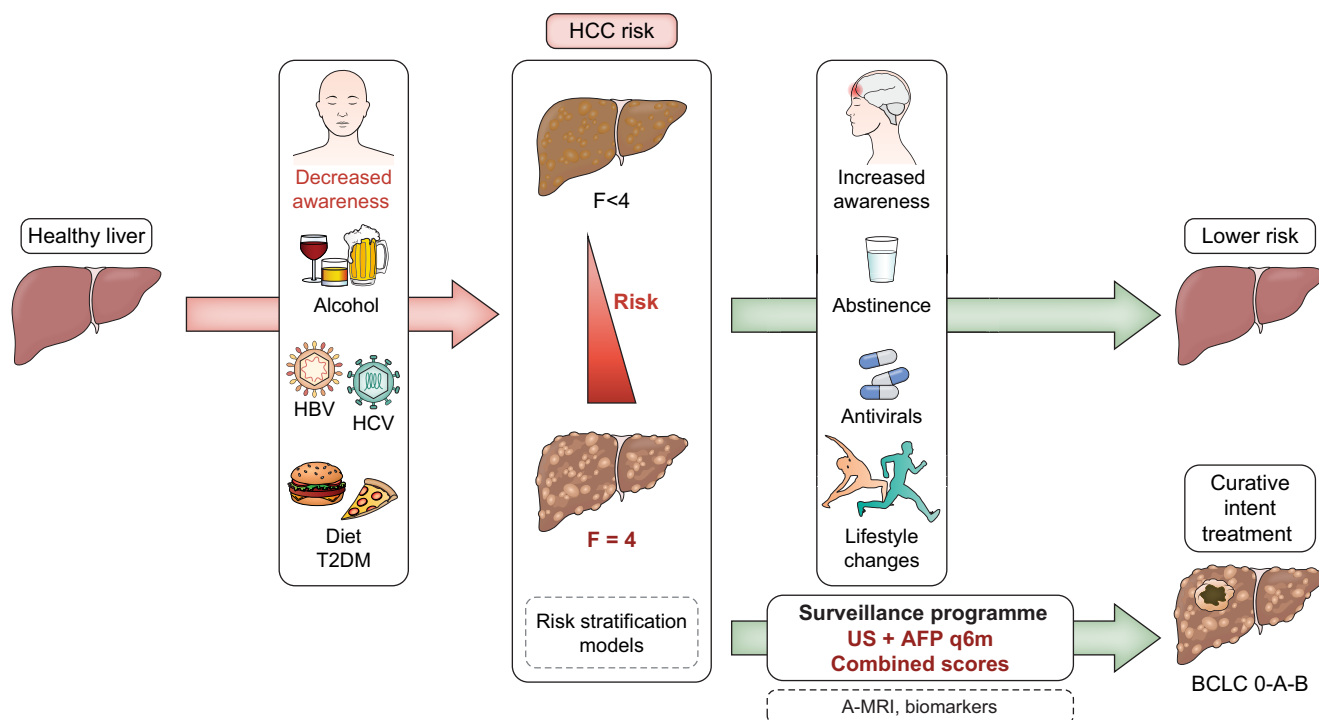 HCC risk
Healthy liver
Decreased
awareness
Alcohol
HBV
HCV
Diet
T2DM
F<4
Risk
F = 4
Risk stratification
models
Increased
awareness
Abstinence
Antivirals
Lifestyle
changes
Surveillance programme
US + AFP q6m
Combined scores
A-MRI, biomarkers
Lower risk
Curative
intent
treatment
BCLC 0-A-B